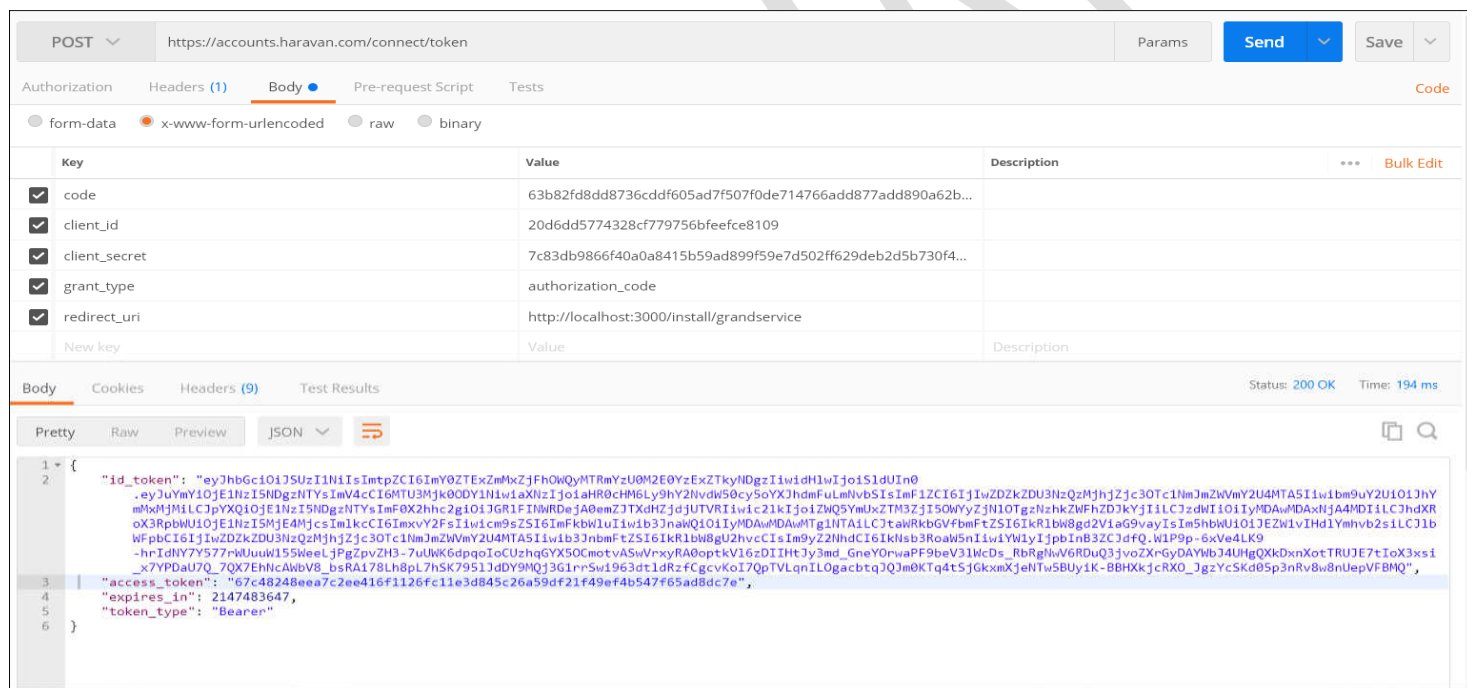 POST https://accounts.haravan.com/connect/token Params Send Save
Authorization Headers (1) Body Pre-request Script Tests Code
form-data x-www-form-urlencoded raw binary
Key Value Description ••• Bulk Edit
code 63b82fd8dd8736cddf605ad7f507f0de714766add877add890a62b...
client_id 20d6dd5774328cf779756bfeefce8109
client_secret 7c83db9866f40a0a8415b59ad899f59e7d502ff629deb2d5b730f4...
grant_type authorization_code
redirect_uri http://localhost:3000/install/grandservice
New key Value Description
Body Cookies Headers (9) Test Results Status: 200 OK Time: 194 ms
Pretty Raw Preview JSON
1 {
2 "id_token":
3 "access_token": "67c48248eea7c2ee416f1126fc11e3d845c26a59df21f49ef4b547f65ad8dc7e",
4 "expires_in": 2147483647,
5 "token_type": "Bearer"
6 }